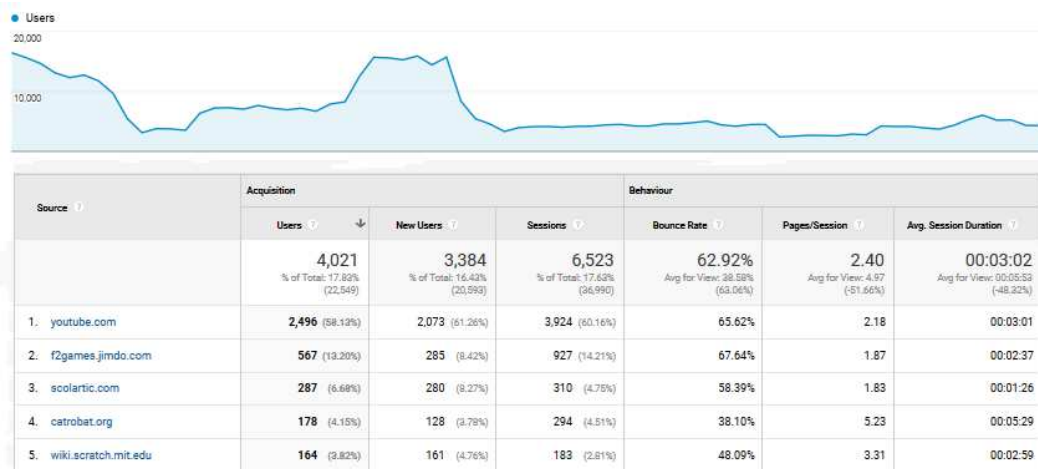 Users
20,000
10,000
Source
Acquisition
Behaviour
Users
New Users
Sessions
Bounce Rate
Pages/Session
Avg. Session Duration
4,021
% of Total: 17.83%
(22,549)
3,384
% of Total: 16.43%
(20,593)
6,523
% of Total: 17.63%
(36,990)
62.92%
Avg for View: 38.58%
(63.06%)
2.40
Avg for View: 4.97
(-51.66%)
00:03:02
Avg for View: 00:05:53
(-48.32%)
1. youtube.com 2,496 (58.13%) 2,073 (61.26%) 3,924 (60.16%) 65.62% 2.18 00:03:01
2. f2games.jimdo.com 567 (13.20%) 285 (8.42%) 927 (14.21%) 67.64% 1.87 00:02:37
3. scolartic.com 287 (6.68%) 280 (8.27%) 310 (4.75%) 58.39% 1.83 00:01:26
4. catrobat.org 178 (4.15%) 128 (3.78%) 294 (4.51%) 38.10% 5.23 00:05:29
5. wiki.scratch.mit.edu 164 (3.82%) 161 (4.76%) 183 (2.81%) 48.09% 3.31 00:02:59